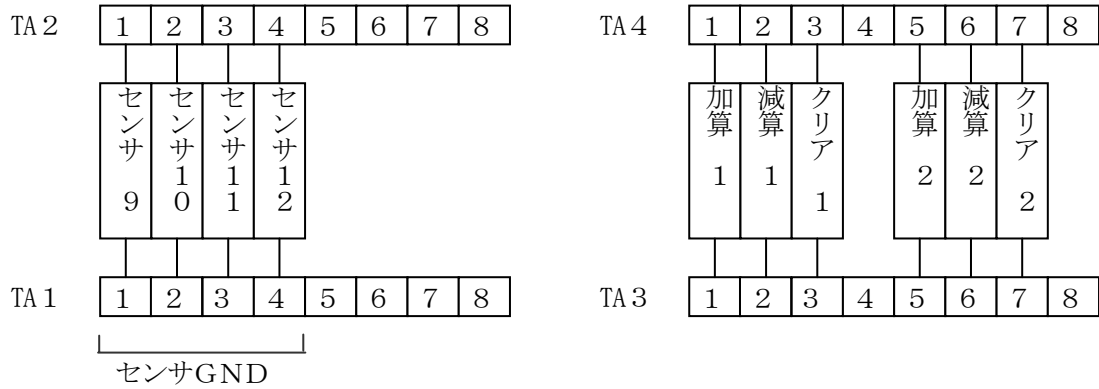 TA2 1 2 3 4 5 6 7 8
センサ 9
センサ10
センサ11
センサ12
TA1 1 2 3 4 5 6 7 8
センサGND
TA4 1 2 3 4 5 6 7 8
加算 1
減算 1
クリア 1
加算 2
減算 2
クリア 2
TA3 1 2 3 4 5 6 7 8